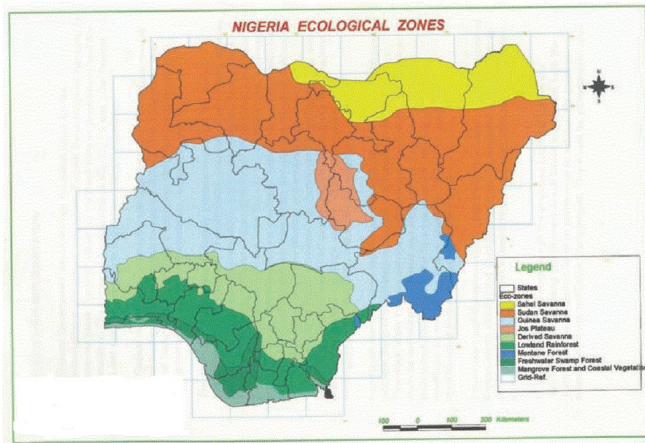 NIGERIA ECOLOGICAL ZONES
N
S
Legend
States
Eco-zones
Sahel Savanna
Sudan Savanna
Guinea Savanna
Jos Plateau
Derived Savanna
Lowland Rainforest
Montane Forest
Freshwater Swamp Forest
Mangrove Forest and Coastal Vegetation
Grid-Ref.
100 0 100 200 Kilometers